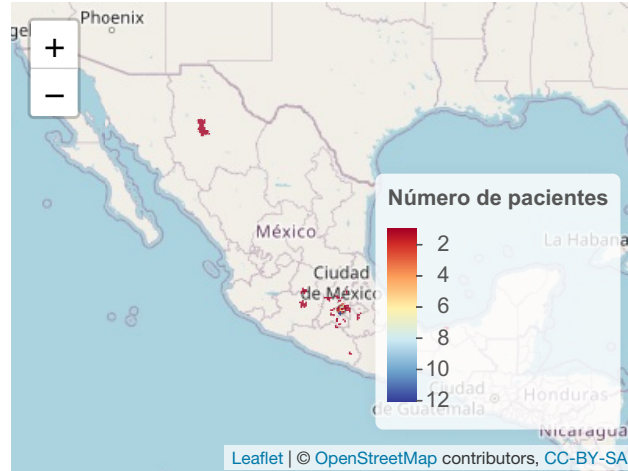 Phoenix
gel
+
−
México
Ciudad
de México
Número de pacientes
2
4
6
8
10
12
La Habana
Ciudad
de Guatemala
Honduras
Nicaragua
Leaflet | © OpenStreetMap contributors, CC-BY-SA